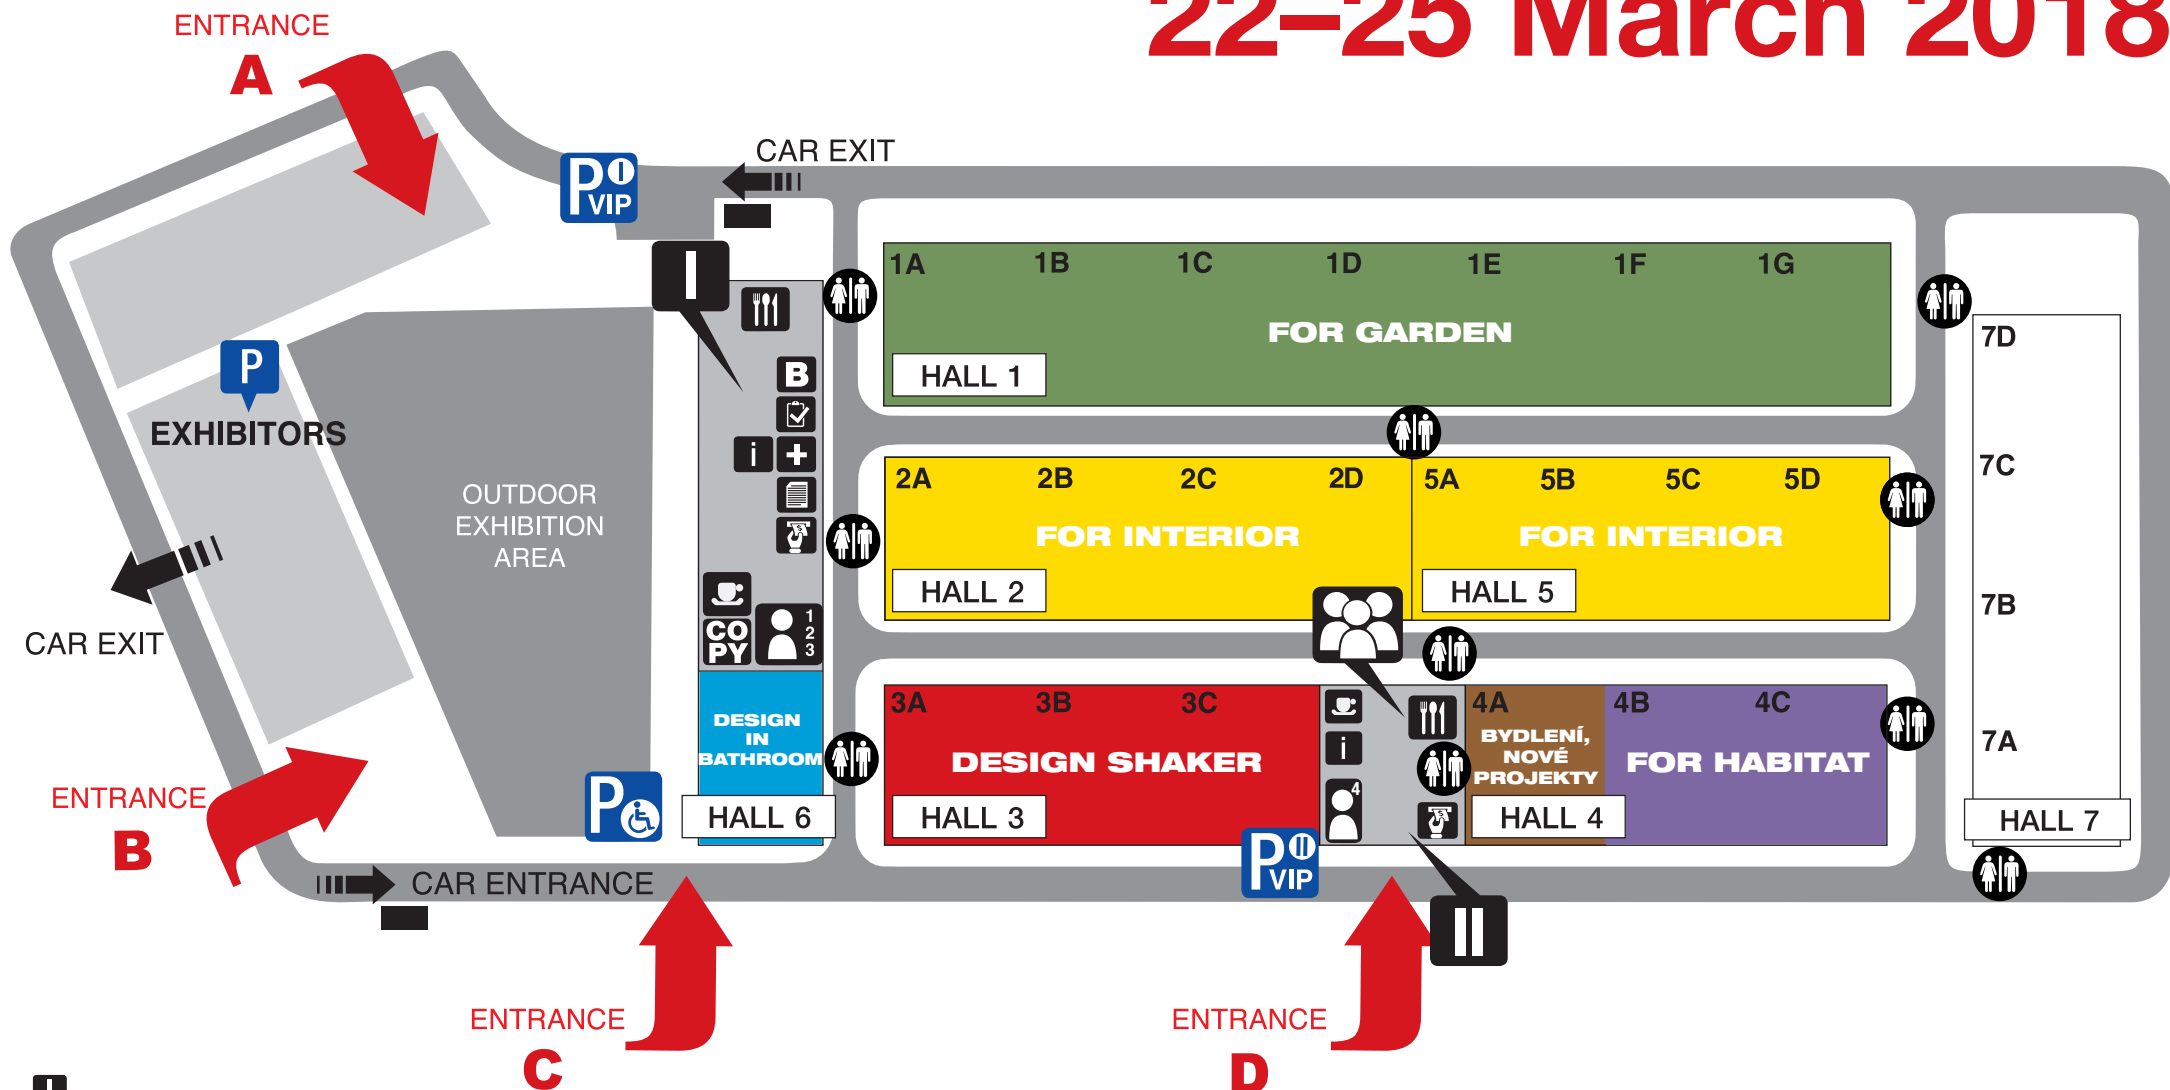 22–25 March 2018
ENTRANCE
A
CAR EXIT
P I
VIP
I
1A 1B 1C 1D 1E 1F 1G
FOR GARDEN
HALL 1
7D
7C
7B
7A
HALL 7
P
EXHIBITORS
B
i
OUTDOOR
EXHIBITION
AREA
2A 2B 2C 2D
FOR INTERIOR
HALL 2
5A 5B 5C 5D
FOR INTERIOR
HALL 5
CAR EXIT
CO
PY
1
2
3
DESIGN
IN
BATHROOM
HALL 6
3A 3B 3C
DESIGN SHAKER
HALL 3
i
4
4A 4B 4C
BYDLENÍ,
NOVÉ
PROJEKTY
FOR HABITAT
HALL 4
P
P II
VIP
II
ENTRANCE
B
CAR ENTRANCE
ENTRANCE
C
ENTRANCE
D